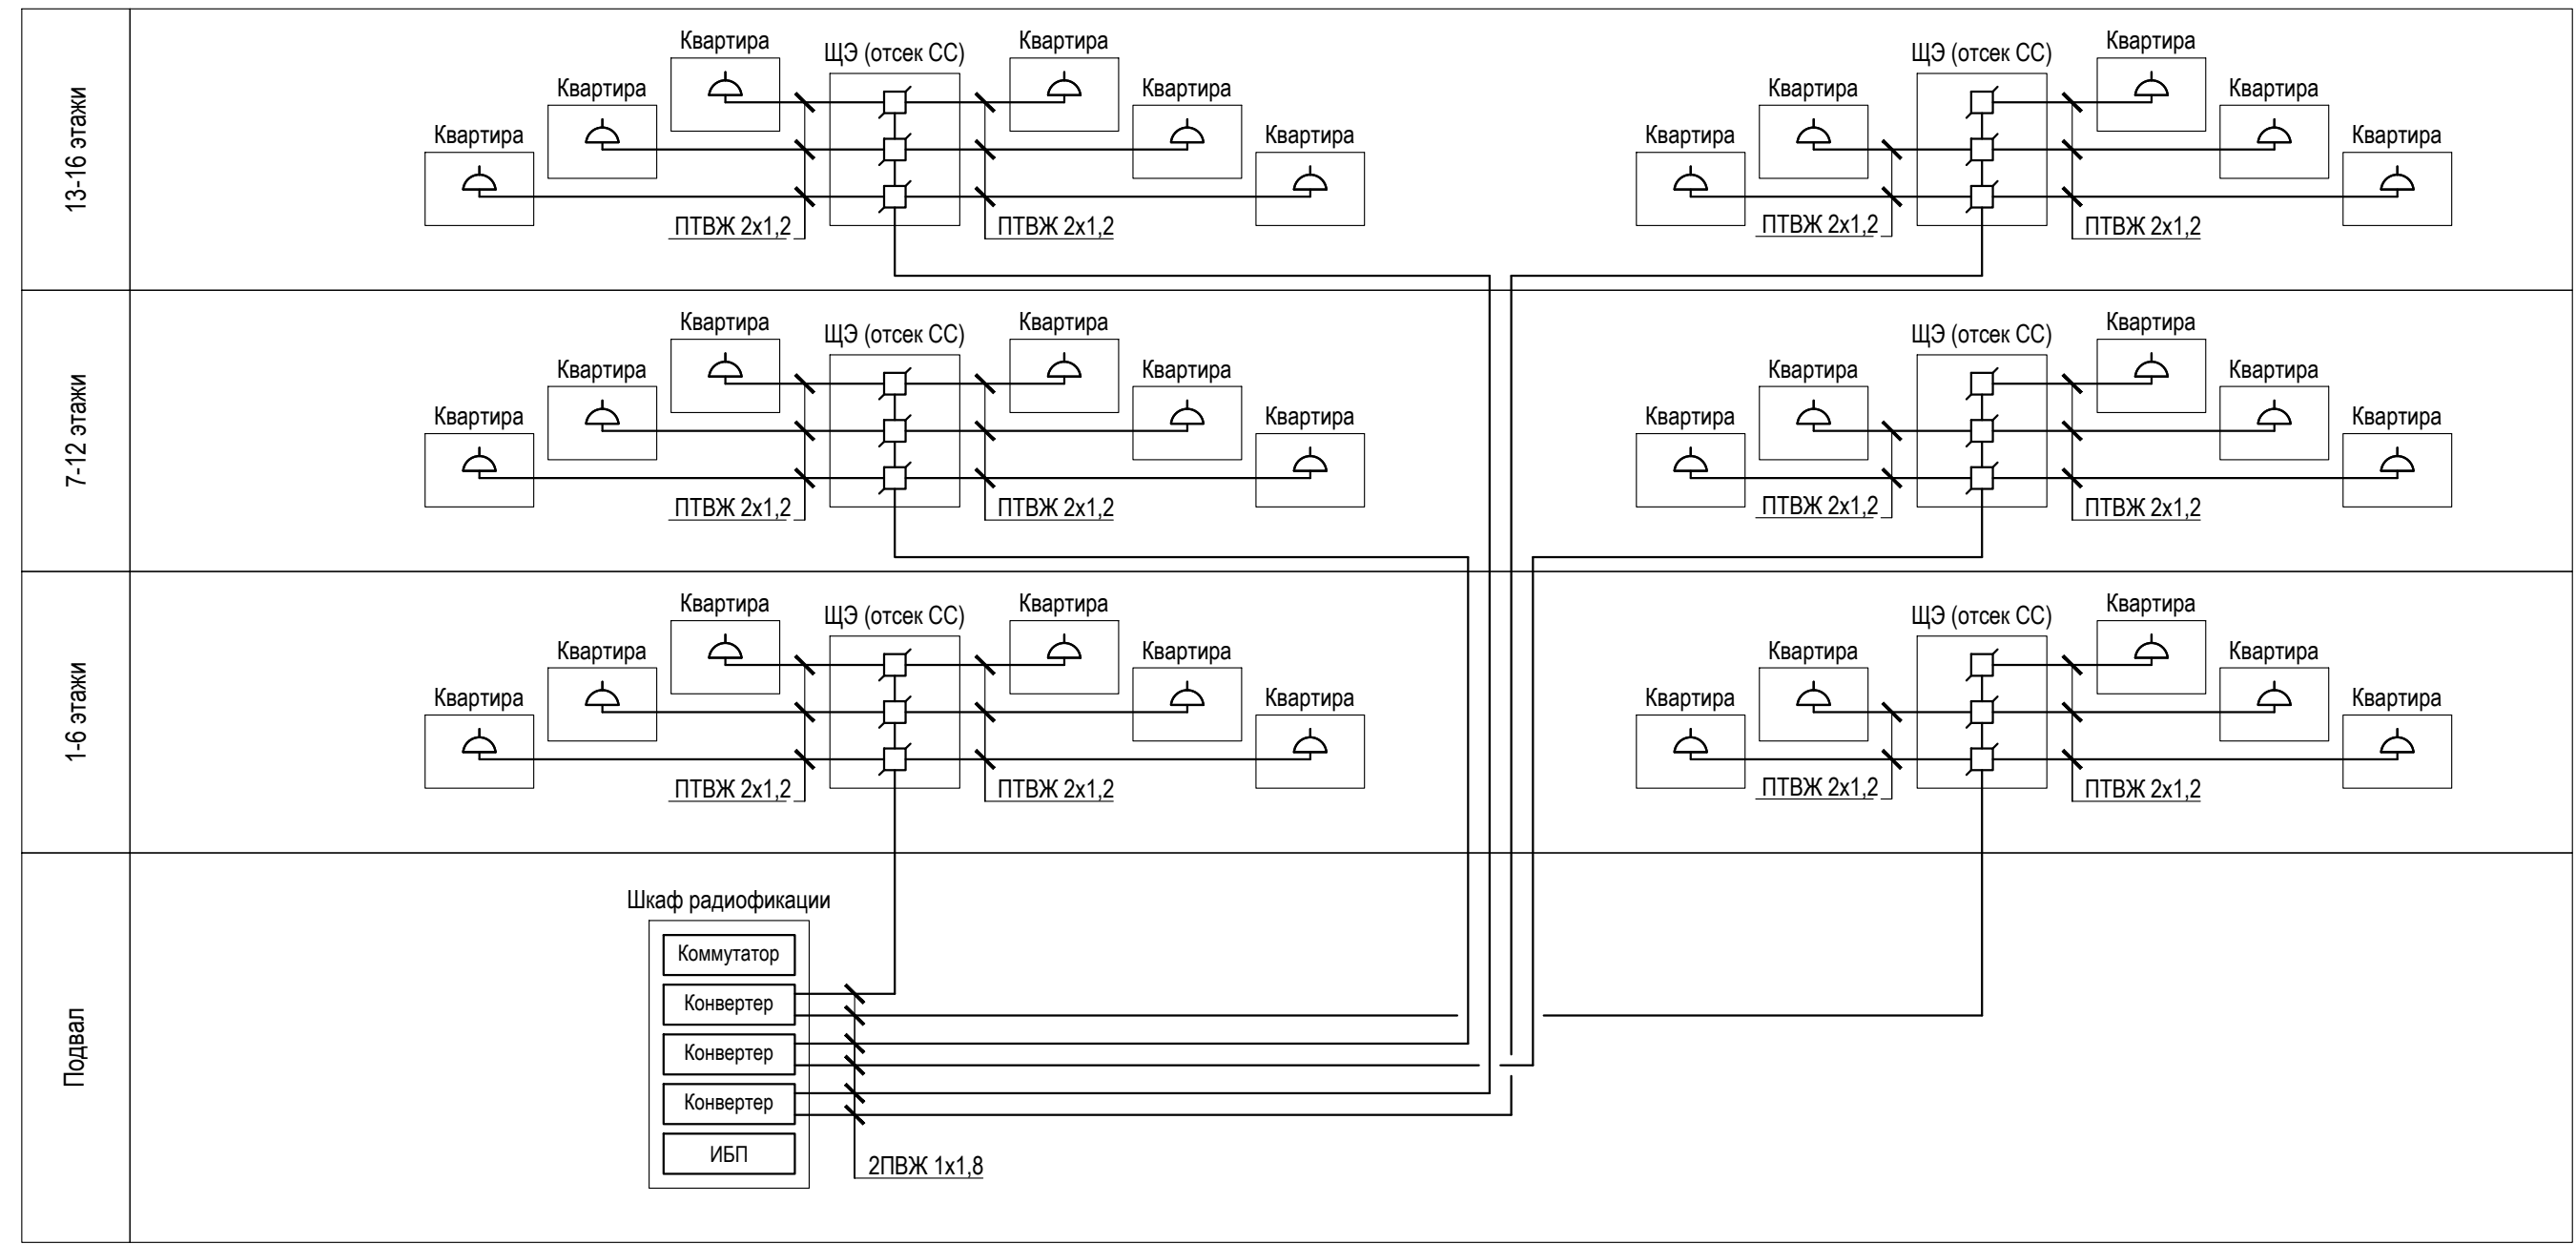 13-16 этажи
Квартира
Квартира
Квартира
ЩЭ (отсек СС)
Квартира
Квартира
Квартира
ПТВЖ 2х1,2
ПТВЖ 2х1,2
Квартира
Квартира
ЩЭ (отсек СС)
Квартира
Квартира
Квартира
ПТВЖ 2х1,2
ПТВЖ 2х1,2
7-12 этажи
Квартира
Квартира
Квартира
ЩЭ (отсек СС)
Квартира
Квартира
Квартира
ПТВЖ 2х1,2
ПТВЖ 2х1,2
Квартира
Квартира
ЩЭ (отсек СС)
Квартира
Квартира
Квартира
ПТВЖ 2х1,2
ПТВЖ 2х1,2
1-6 этажи
Квартира
Квартира
Квартира
ЩЭ (отсек СС)
Квартира
Квартира
Квартира
ПТВЖ 2х1,2
ПТВЖ 2х1,2
Квартира
Квартира
ЩЭ (отсек СС)
Квартира
Квартира
Квартира
ПТВЖ 2х1,2
ПТВЖ 2х1,2
Подвал
Шкаф радиофикации
Коммутатор
Конвертер
Конвертер
Конвертер
ИБП
2ПВЖ 1х1,8